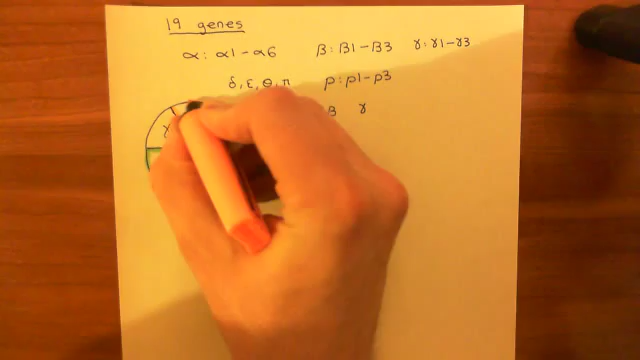 19 genes
α: α1-α6 β: β1-β3 γ: γ1-γ3
δ, ε, θ, π ρ: ρ1-ρ3
β γ
γ